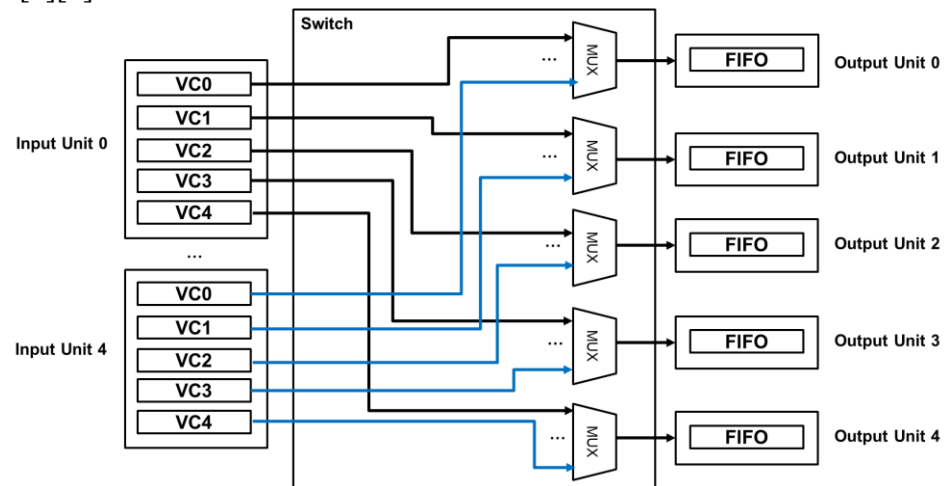 Switch
Input Unit 0
VC0
VC1
VC2
VC3
VC4
...
Input Unit 4
VC0
VC1
VC2
VC3
VC4
...
MUX
FIFO
Output Unit 0
...
MUX
FIFO
Output Unit 1
...
MUX
FIFO
Output Unit 2
...
MUX
FIFO
Output Unit 3
...
MUX
FIFO
Output Unit 4